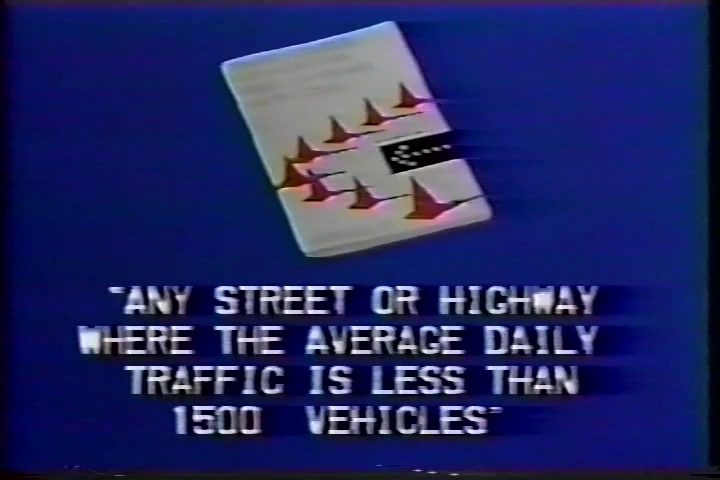 "ANY STREET OR HIGHWAY
WHERE THE AVERAGE DAILY
TRAFFIC IS LESS THAN
1500 VEHICLES"